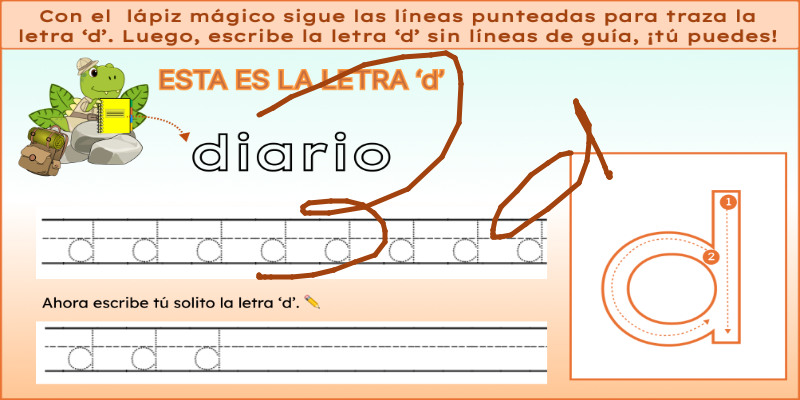 Con el lápiz mágico sigue las líneas punteadas para traza la
letra ‘d’. Luego, escribe la letra ‘d’ sin líneas de guía, ¡tú puedes!
ESTA ES LA LETRA ‘d’
diario
d d d d d d d d
Ahora escribe tú solito la letra ‘d’.
d d d
d
1
2